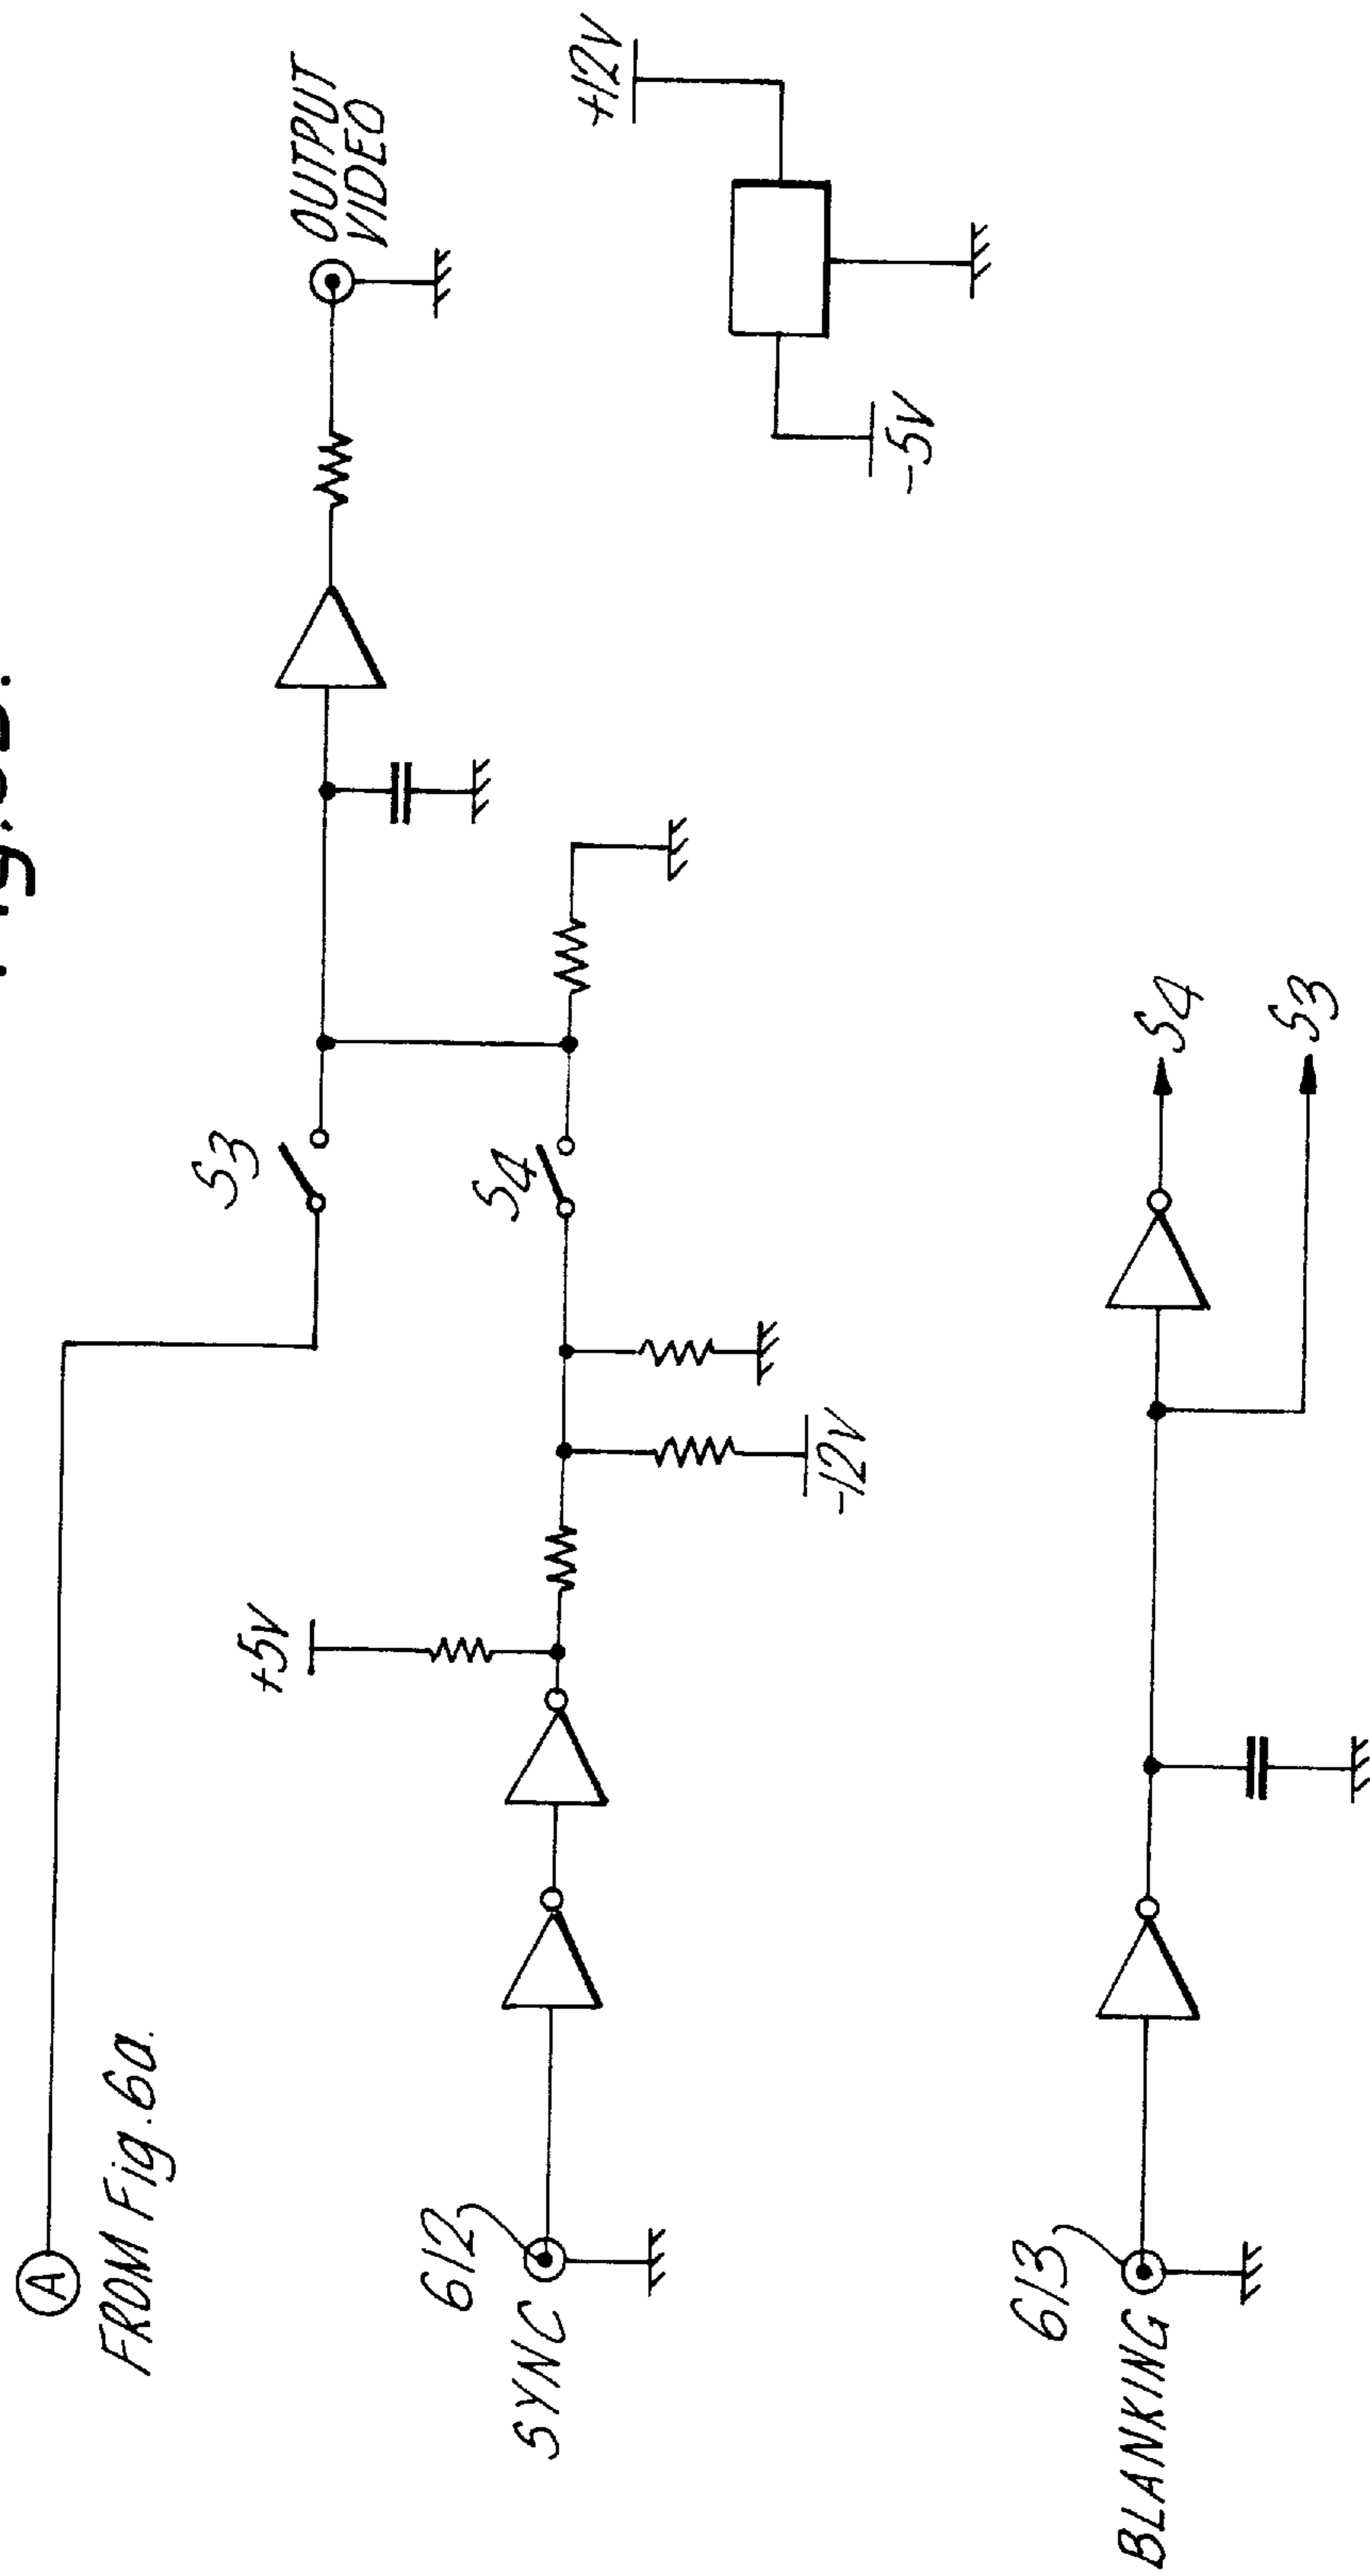 A
FROM Fig. 6a.
S3
OUTPUT
VIDEO
+5V
612
SYNC
S4
-12V
+12V
-5V
613
BLANKING
S4
S3